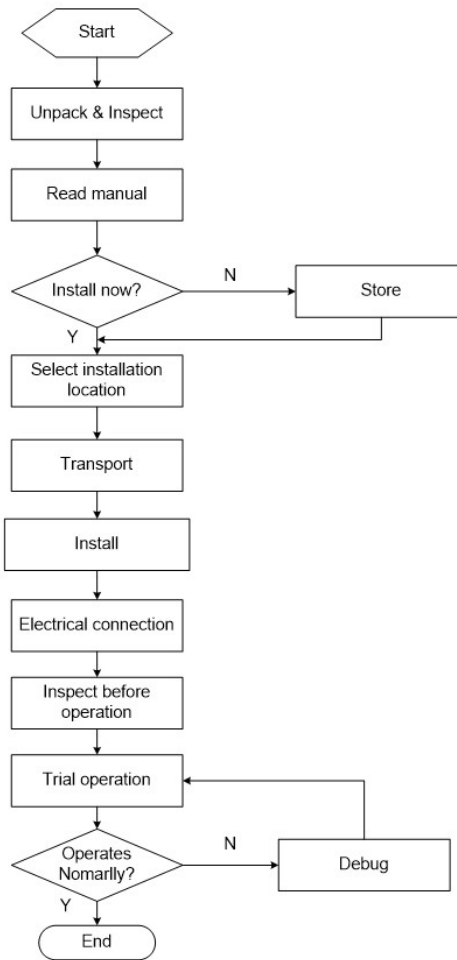 Start
Unpack & Inspect
Read manual
Install now?
N
Store
Y
Select installation
location
Transport
Install
Electrical connection
Inspect before
operation
Trial operation
Operates
Nomarlly?
N
Debug
Y
End